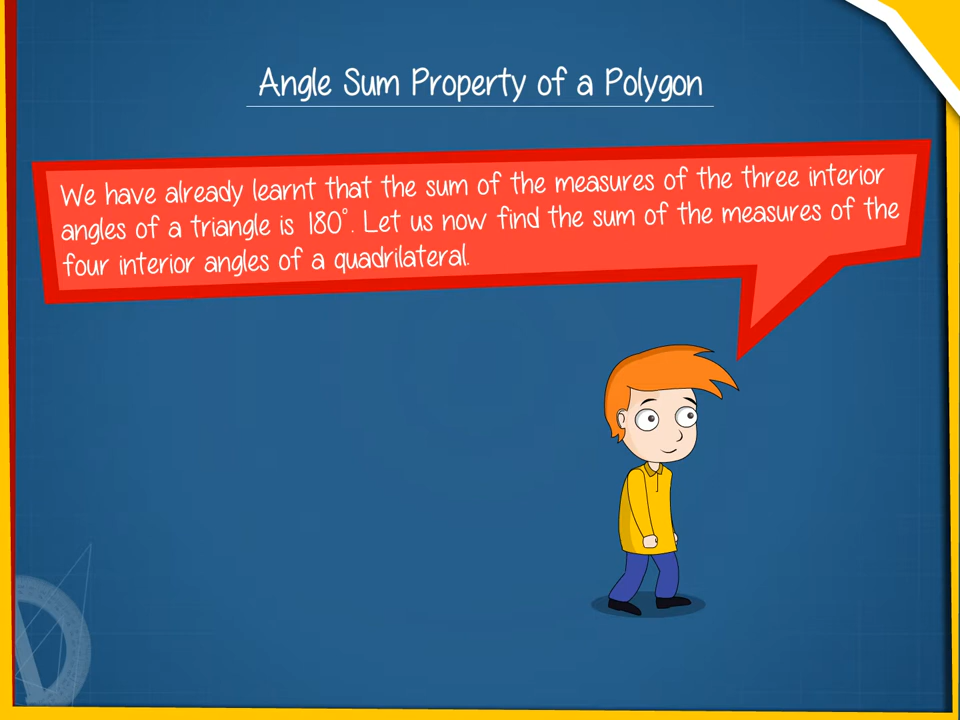 Angle Sum Property of a Polygon
We have already learnt that the sum of the measures of the three interior
angles of a triangle is 180°. Let us now find the sum of the measures of the
four interior angles of a quadrilateral.